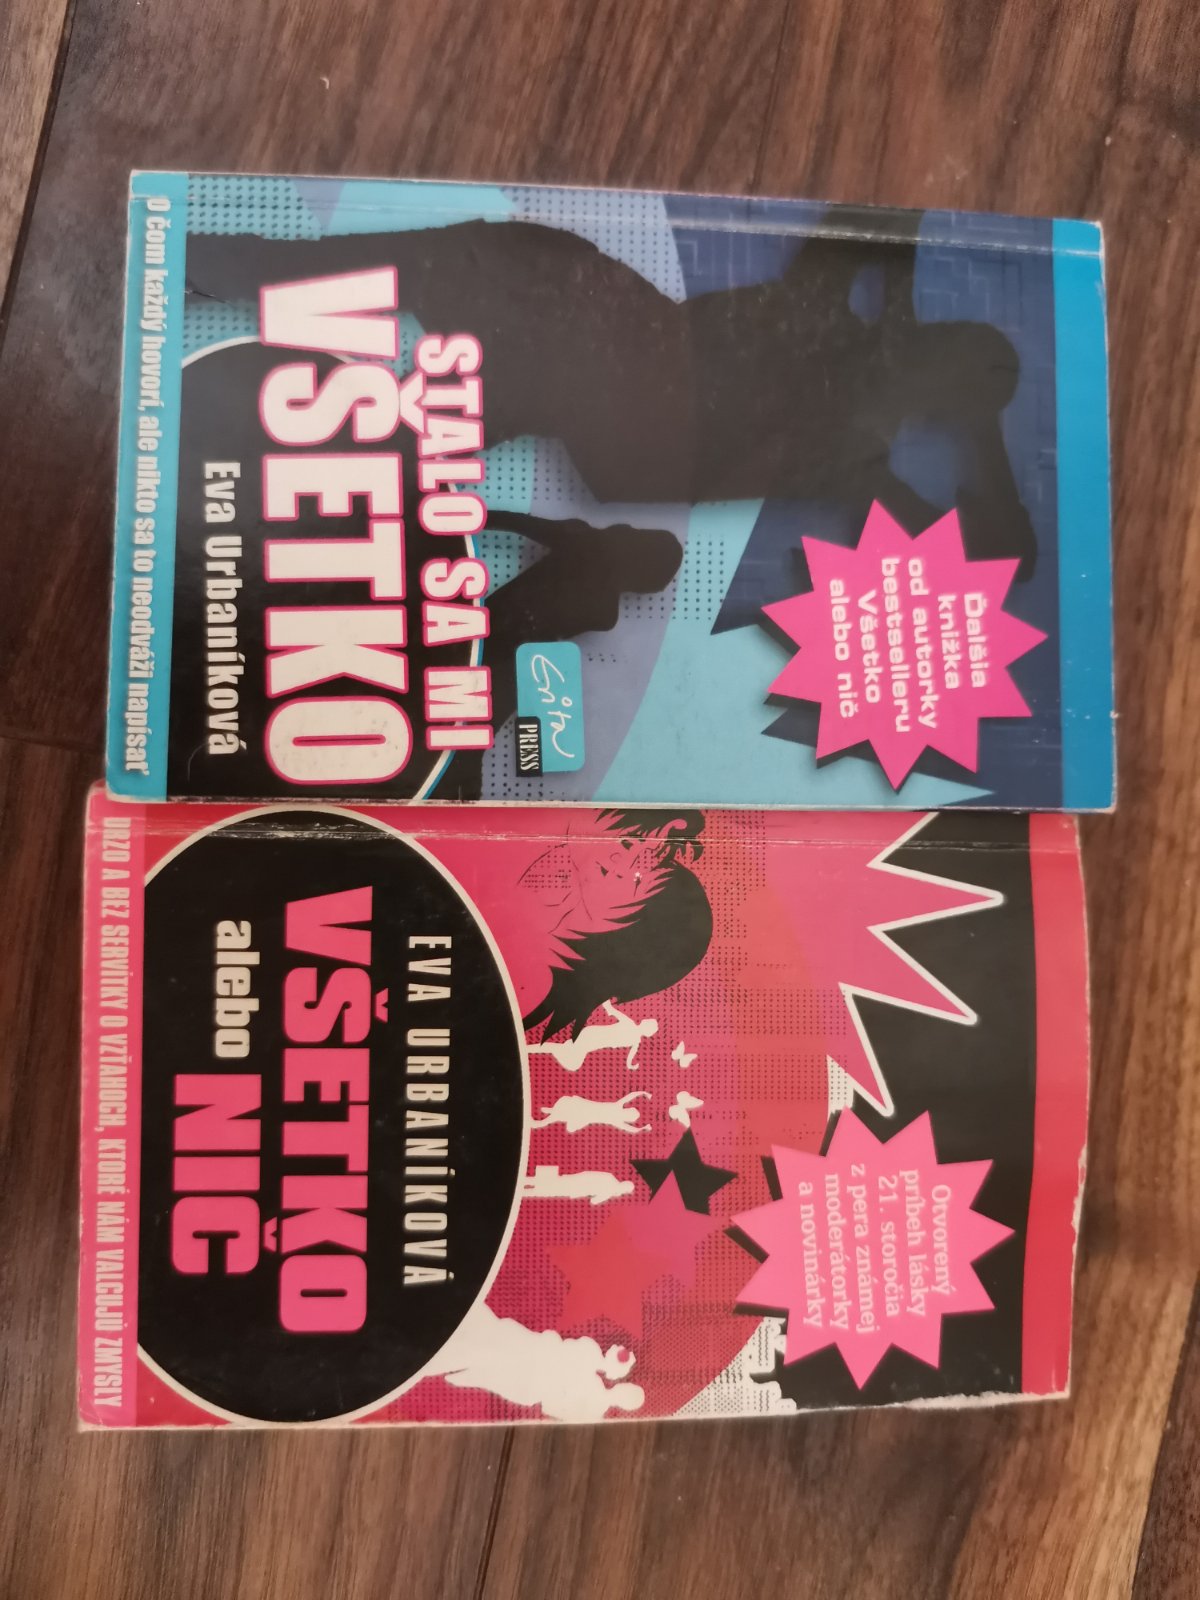 Ďalšia
knižka
od autorky
bestselleru
Všetko
alebo nič
Evita
PRESS
STALO SA MI
VŠETKO
Eva Urbaníková
O čom každý hovorí, ale nikto sa to neodváži napísať
Otvorený
príbeh lásky
21. storočia
z pera známej
moderátorky
a novinárky
EVA URBANÍKOVÁ
VŠETKO
alebo NIČ
DRZO A BEZ SERVÍTKY O VZŤAHOCH, KTORÉ NÁM VALCUJÚ ZMYSLY